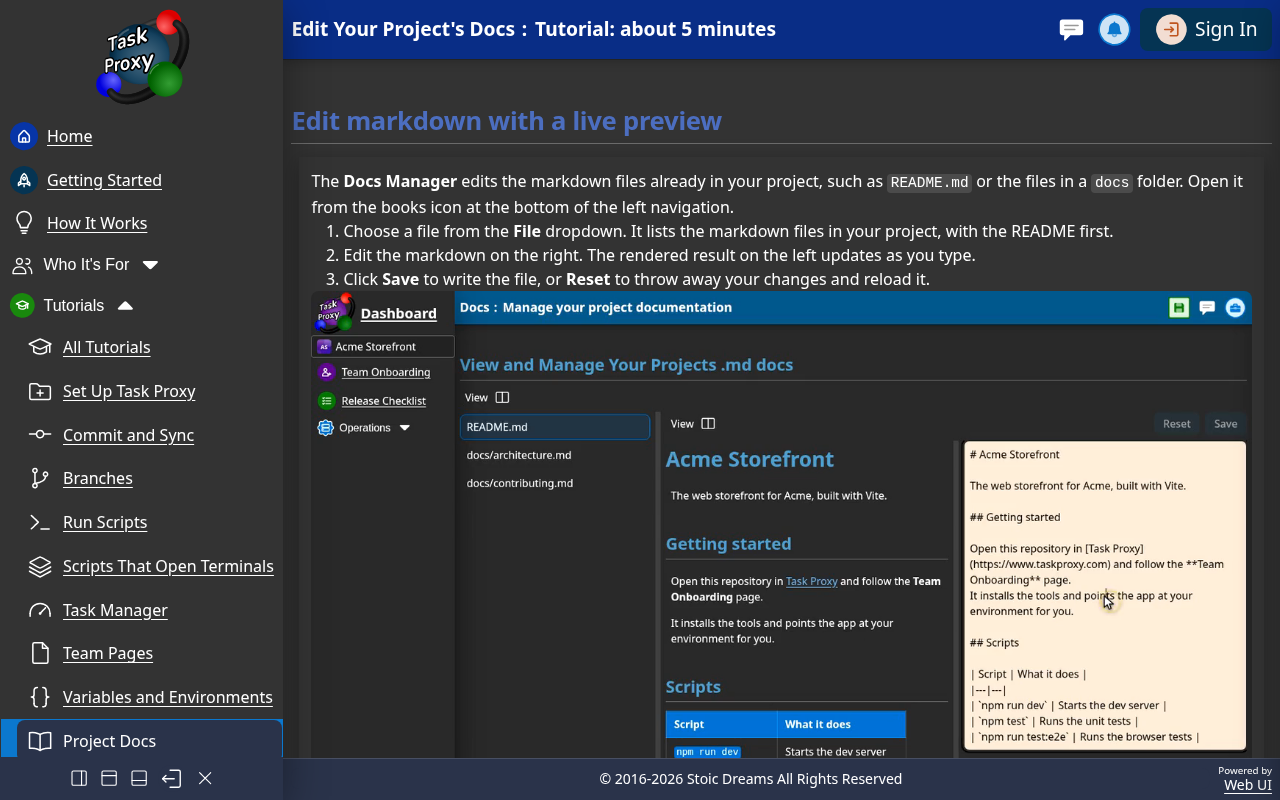 Task
Proxy
Home
Getting Started
How It Works
Who It's For
Tutorials
All Tutorials
Set Up Task Proxy
Commit and Sync
Branches
Run Scripts
Scripts That Open Terminals
Task Manager
Team Pages
Variables and Environments
Project Docs
Edit Your Project's Docs : Tutorial: about 5 minutes
Sign In
Edit markdown with a live preview
The Docs Manager edits the markdown files already in your project, such as README.md or the files in a docs folder. Open it
from the books icon at the bottom of the left navigation.
1. Choose a file from the File dropdown. It lists the markdown files in your project, with the README first.
2. Edit the markdown on the right. The rendered result on the left updates as you type.
3. Click Save to write the file, or Reset to throw away your changes and reload it.
Task
Proxy
Dashboard
AS Acme Storefront
Team Onboarding
Release Checklist
Operations
Docs : Manage your project documentation
View and Manage Your Projects .md docs
View
README.md
docs/architecture.md
docs/contributing.md
View
Reset Save
Acme Storefront
The web storefront for Acme, built with Vite.
Getting started
Open this repository in Task Proxy and follow the Team
Onboarding page.
It installs the tools and points the app at your
environment for you.
Scripts
Script What it does
npm run dev Starts the dev server
# Acme Storefront
The web storefront for Acme, built with Vite.
## Getting started
Open this repository in [Task Proxy]
(https://www.taskproxy.com) and follow the **Team
Onboarding** page.
It installs the tools and points the app at your
environment for you.
## Scripts
| Script | What it does |
|---|---|
| `npm run dev` | Starts the dev server |
| `npm test` | Runs the unit tests |
| `npm run test:e2e` | Runs the browser tests |
© 2016-2026 Stoic Dreams All Rights Reserved
Powered by
Web UI